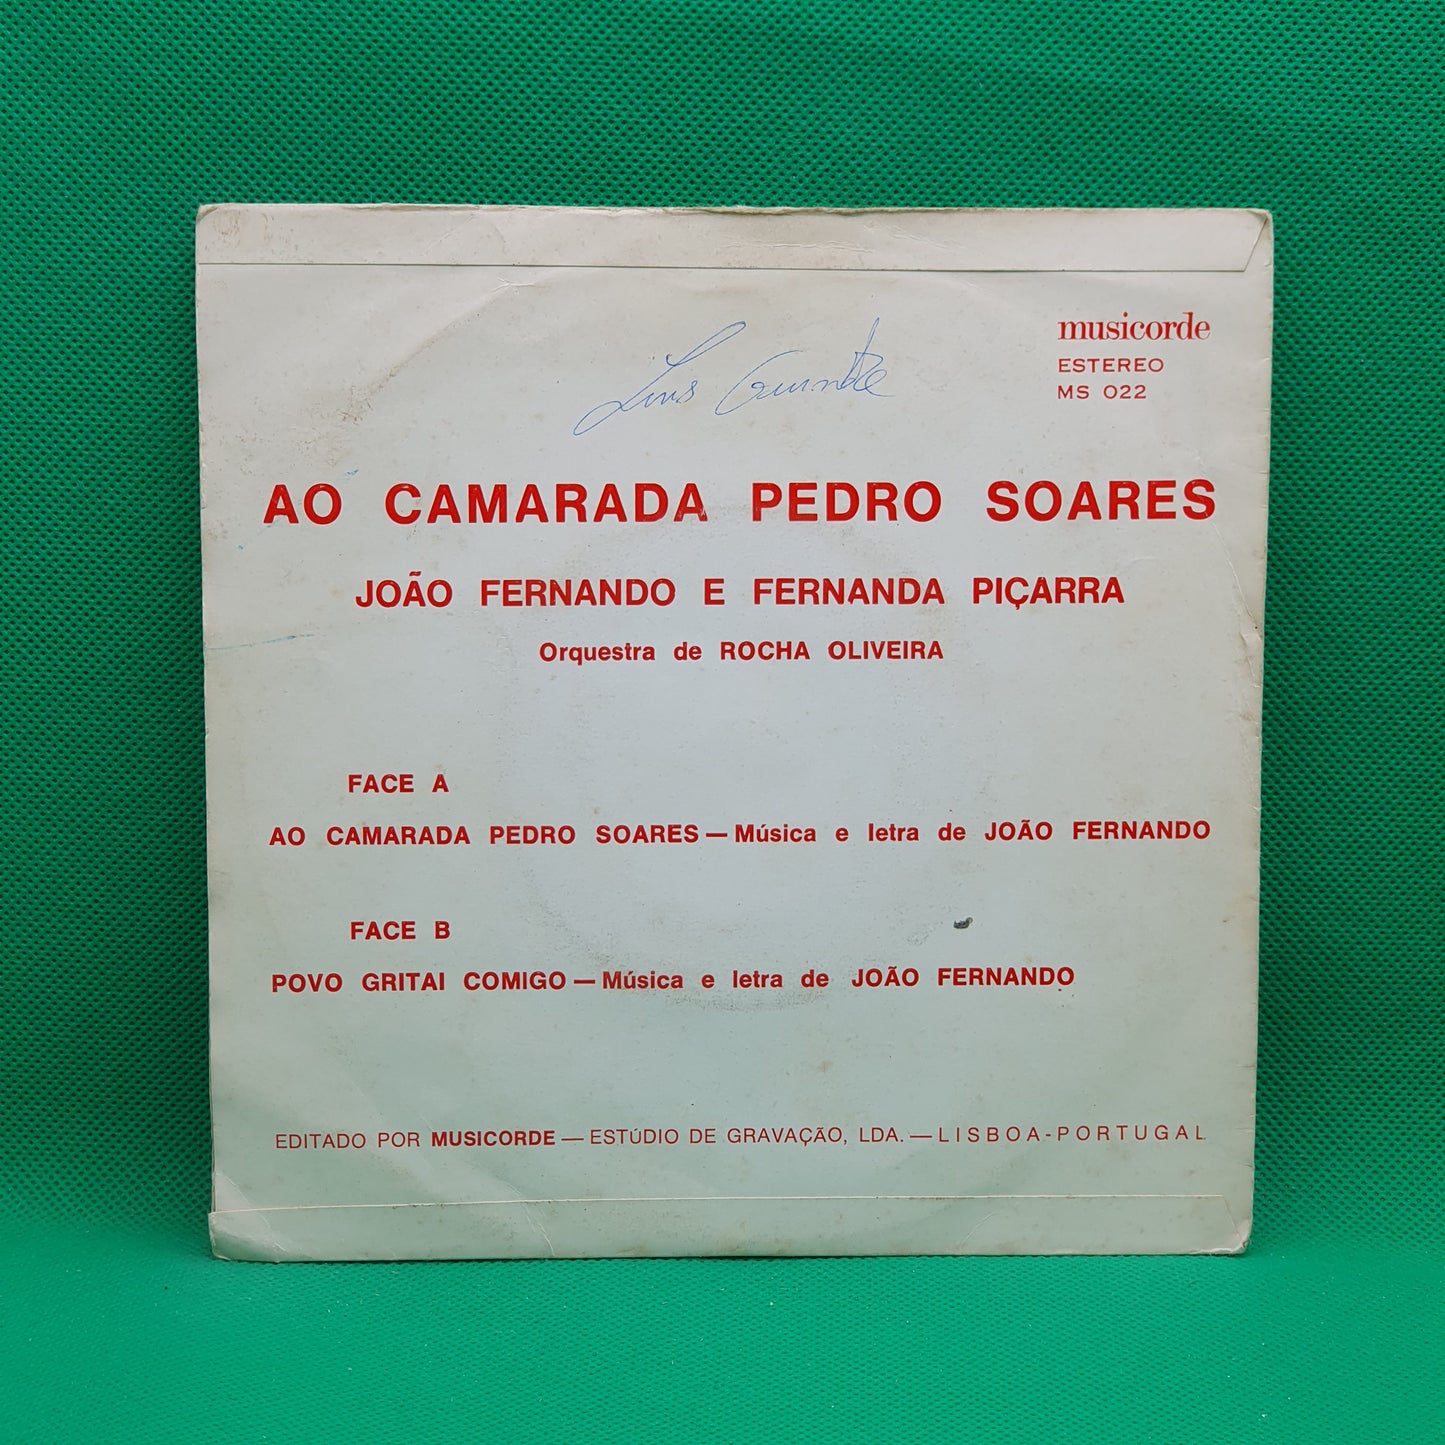 musicorde
ESTEREO
MS 022
Luis
AO CAMARADA PEDRO SOARES
JOÃO FERNANDO E FERNANDA PIÇARRA
Orquestra de ROCHA OLIVEIRA
FACE A
AO CAMARADA PEDRO SOARES — Música e letra de JOÃO FERNANDO
FACE B
POVO GRITAI COMIGO — Música e letra de JOÃO FERNANDO
EDITADO POR MUSICORDE — ESTÚDIO DE GRAVAÇÃO, LDA. — LISBOA-PORTUGAL